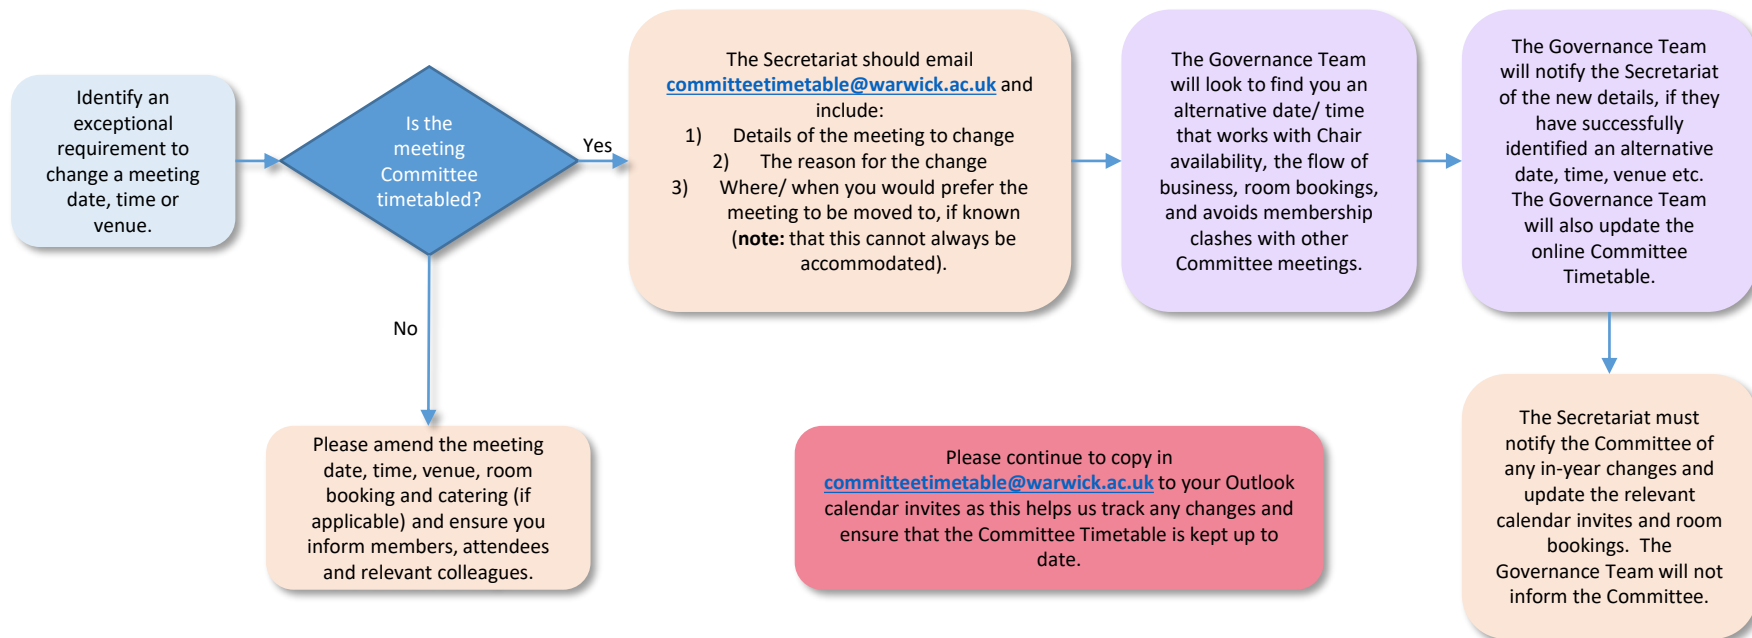 Identify an
exceptional
requirement to
change a meeting
date, time or
venue.
Is the
meeting
Committee
timetabled?
Yes
No
The Secretariat should email
committeetimetable@warwick.ac.uk and
include:
1) Details of the meeting to change
2) The reason for the change
3) Where/ when you would prefer the
meeting to be moved to, if known
(note: that this cannot always be
accommodated).
The Governance Team
will look to find you an
alternative date/ time
that works with Chair
availability, the flow of
business, room bookings,
and avoids membership
clashes with other
Committee meetings.
The Governance Team
will notify the Secretariat
of the new details, if they
have successfully
identified an alternative
date, time, venue etc.
The Governance Team
will also update the
online Committee
Timetable.
Please amend the meeting
date, time, venue, room
booking and catering (if
applicable) and ensure you
inform members, attendees
and relevant colleagues.
Please continue to copy in
committeetimetable@warwick.ac.uk to your Outlook
calendar invites as this helps us track any changes and
ensure that the Committee Timetable is kept up to
date.
The Secretariat must
notify the Committee of
any in-year changes and
update the relevant
calendar invites and room
bookings. The
Governance Team will not
inform the Committee.